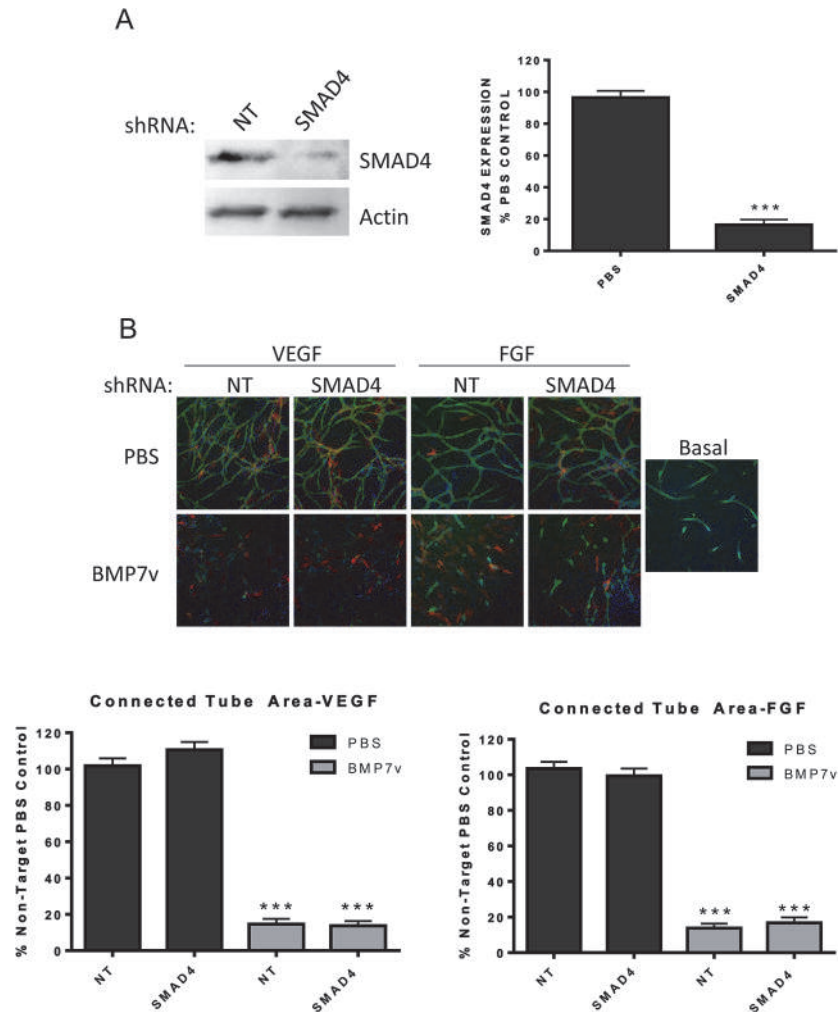 A
shRNA:
NT
SMAD4
SMAD4
Actin
SMAD4 EXPRESSION
% PBS CONTROL
120
100
80
60
40
20
0
***
PBS
SMAD4
B
VEGF
FGF
shRNA:
NT
SMAD4
NT
SMAD4
PBS
Basal
BMP7v
Connected Tube Area-VEGF
% Non-Target PBS Control
120
100
80
60
40
20
0
PBS
BMP7v
***
***
NT
SMAD4
NT
SMAD4
Connected Tube Area-FGF
% Non-Target PBS Control
120
100
80
60
40
20
0
PBS
BMP7v
***
***
NT
SMAD4
NT
SMAD4